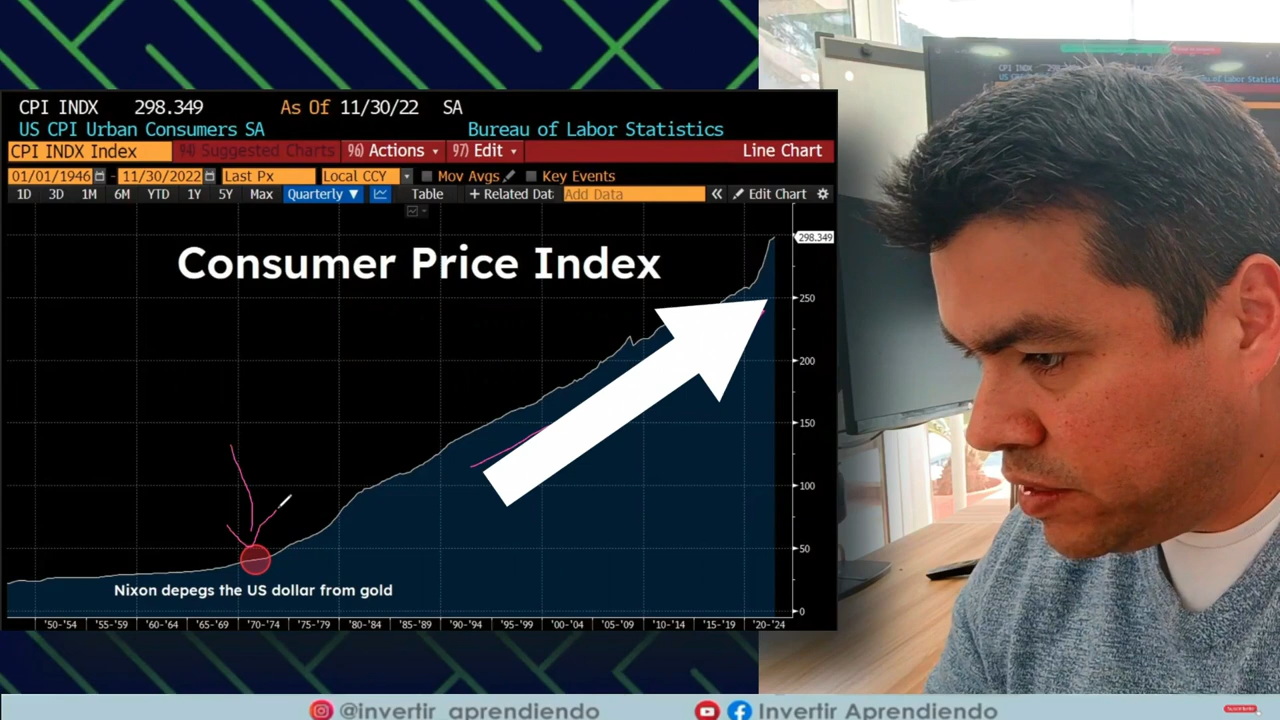 CPI INDX 298.349 As Of 11/30/22 SA
US CPI Urban Consumers SA Bureau of Labor Statistics
CPI INDX Index 94) Suggested Charts 96) Actions 97) Edit Line Chart
01/01/1946 - 11/30/2022 Last Px Local CCY Mov Avgs Key Events
1D 3D 1M 6M YTD 1Y 5Y Max Quarterly ▼ Table + Related Dat Add Data « Edit Chart
Consumer Price Index
298.349
250
200
150
100
50
0
Nixon depegs the US dollar from gold
'50-'54 '55-'59 '60-'64 '65-'69 '70-'74 '75-'79 '80-'84 '85-'89 '90-'94 '95-'99 '00-'04 '05-'09 '10-'14 '15-'19 '20-'24
@invertir_aprendiendo Invertir Aprendiendo